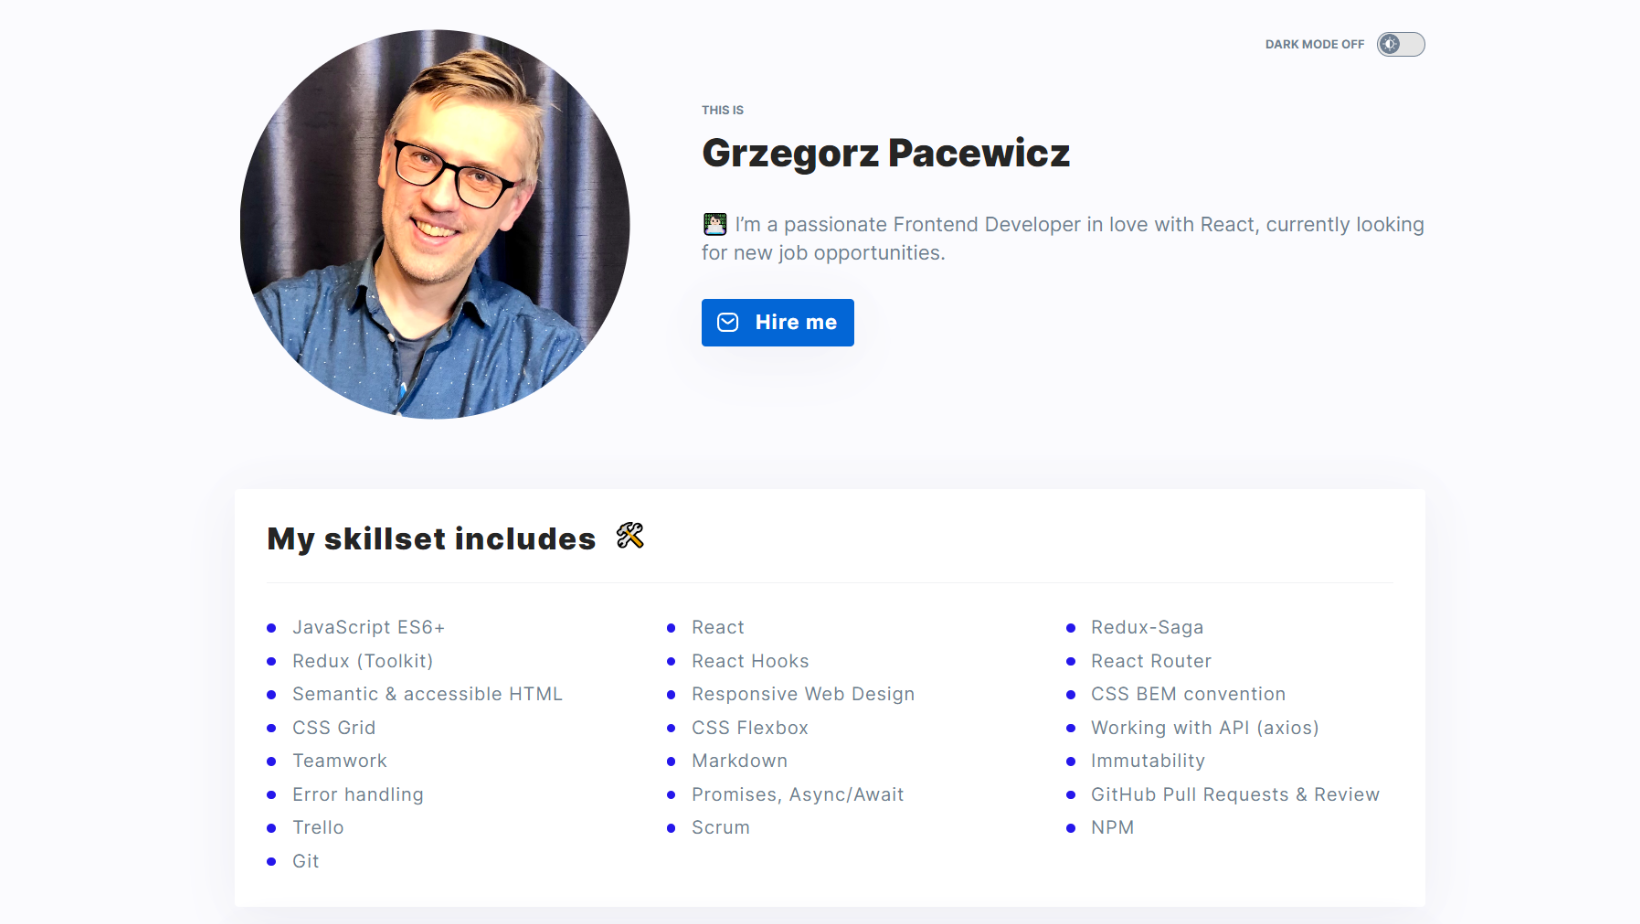 DARK MODE OFF
THIS IS
Grzegorz Pacewicz
I’m a passionate Frontend Developer in love with React, currently looking
for new job opportunities.
Hire me
My skillset includes
JavaScript ES6+
React
Redux-Saga
Redux (Toolkit)
React Hooks
React Router
Semantic & accessible HTML
Responsive Web Design
CSS BEM convention
CSS Grid
CSS Flexbox
Working with API (axios)
Teamwork
Markdown
Immutability
Error handling
Promises, Async/Await
GitHub Pull Requests & Review
Trello
Scrum
NPM
Git